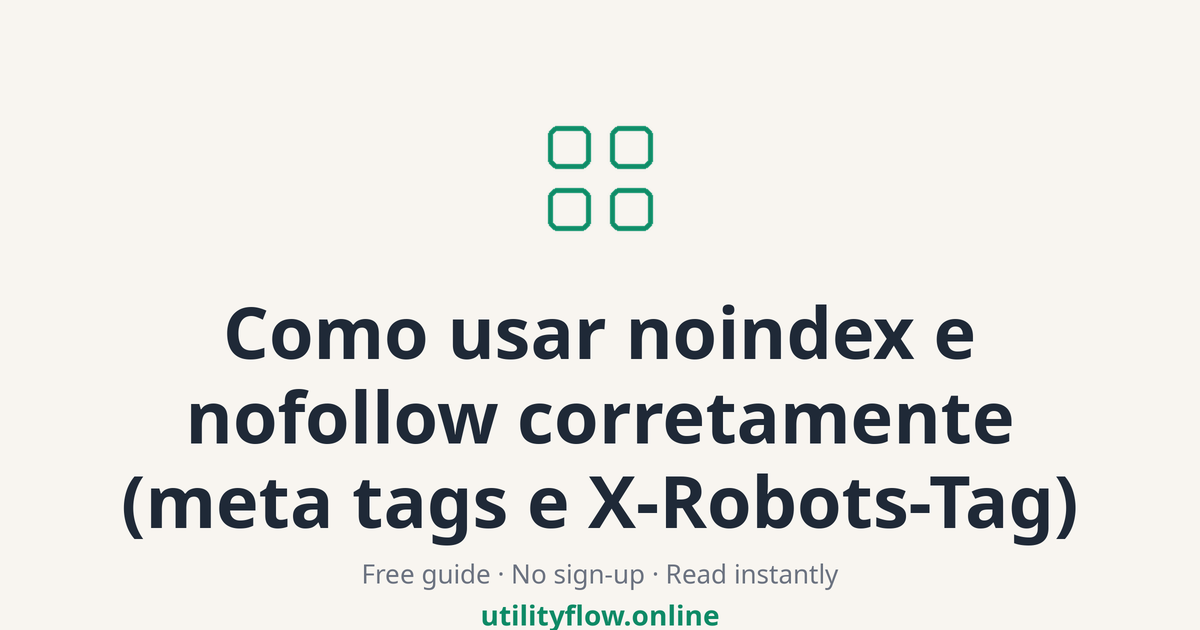 Como usar noindex e
nofollow corretamente
(meta tags e X-Robots-Tag)
Free guide · No sign-up · Read instantly
utilityflow.online